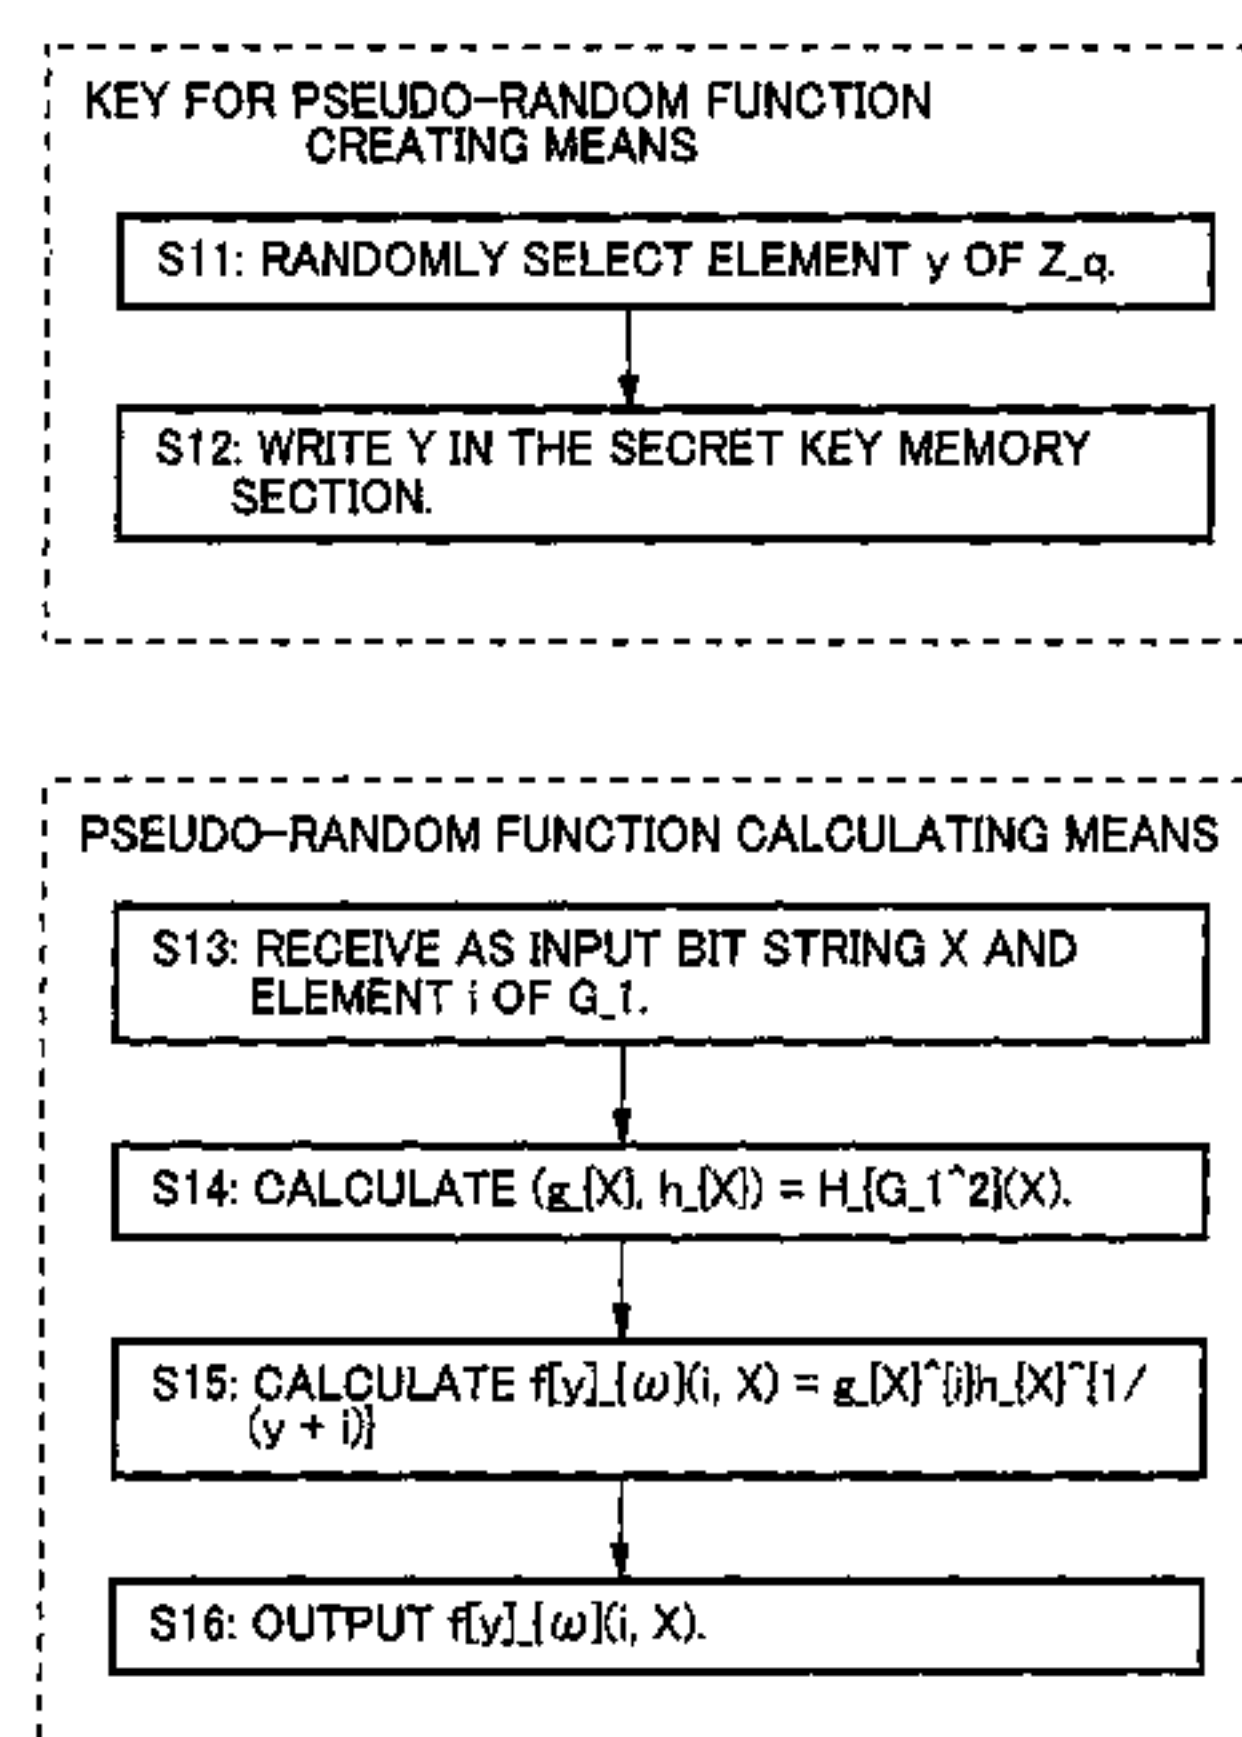 KEY FOR PSEUDO-RANDOM FUNCTION
CREATING MEANS
S11: RANDOMLY SELECT ELEMENT y OF Z_q.
S12: WRITE Y IN THE SECRET KEY MEMORY
SECTION.
PSEUDO-RANDOM FUNCTION CALCULATING MEANS
S13: RECEIVE AS INPUT BIT STRING X AND
ELEMENT i OF G_1.
S14: CALCULATE (g_{X}, h_{X}) = H_{G_1^2}(X).
S15: CALCULATE f[y]_{ω}(i, X) = g_{X}^{i}h_{X}^{1/
(y + i)}
S16: OUTPUT f[y]_{ω}(i, X).